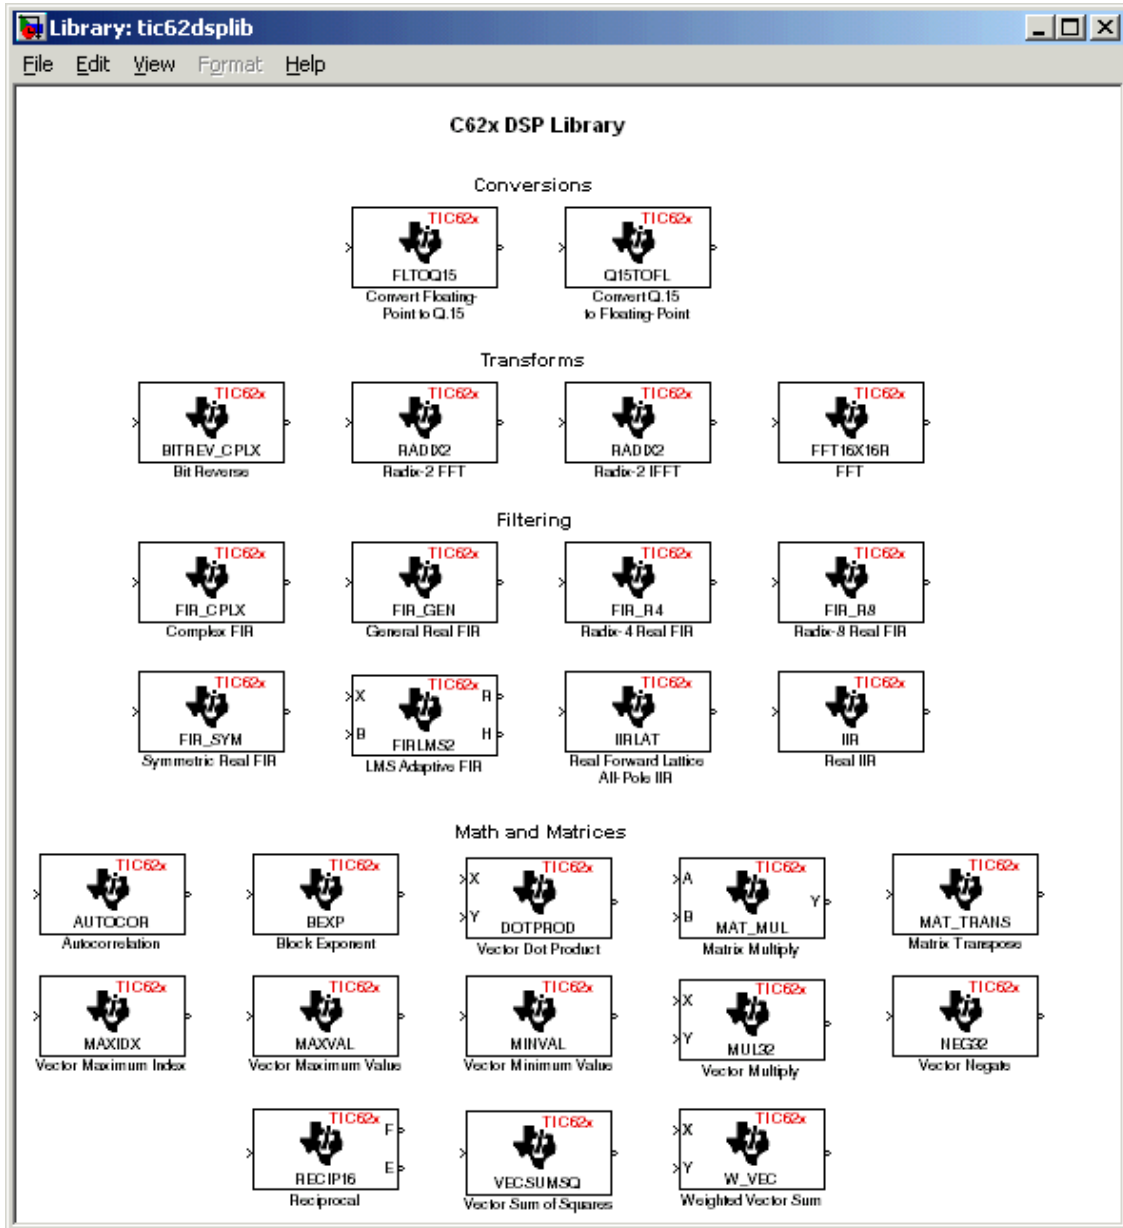 Library: tic62dsplib
File Edit View Format Help
C62x DSP Library
Conversions
TIC62x TIC62x
FLTOQ15 Q15TOFL
Convert Floating- Convert Q.15
Point to Q.15 to Floating-Point
Transforms
TIC62x TIC62x TIC62x TIC62x
BITREV_CPLX RADIX2 RADIX2 FFT16X16R
Bit Reverse Radix-2 FFT Radix-2 IFFT FFT
Filtering
TIC62x TIC62x TIC62x TIC62x
FIR_CPLX FIR_GEN FIR_R4 FIR_R8
Complex FIR General Real FIR Radix-4 Real FIR Radix-8 Real FIR
TIC62x TIC62x TIC62x TIC62x
X R
B H
FIR_SYM FIRLMS2 IIRLAT IIR
Symmetric Real FIR LMS Adaptive FIR Real Forward Lattice Real IIR
All-Pole IIR
Math and Matrices
TIC62x TIC62x TIC62x TIC62x TIC62x
X A
Y
Y B
AUTOCOR BEXP DOTPROD MAT_MUL MAT_TRANS
Autocorrelation Block Exponent Vector Dot Product Matrix Multiply Matrix Transpose
TIC62x TIC62x TIC62x TIC62x TIC62x
X
Y
MAXIDX MAXVAL MINVAL MUL32 NEG32
Vector Maximum Index Vector Maximum Value Vector Minimum Value Vector Multiply Vector Negate
TIC62x TIC62x TIC62x
F X
E Y
RECIP16 VECSUMSQ W_VEC
Reciprocal Vector Sum of Squares Weighted Vector Sum